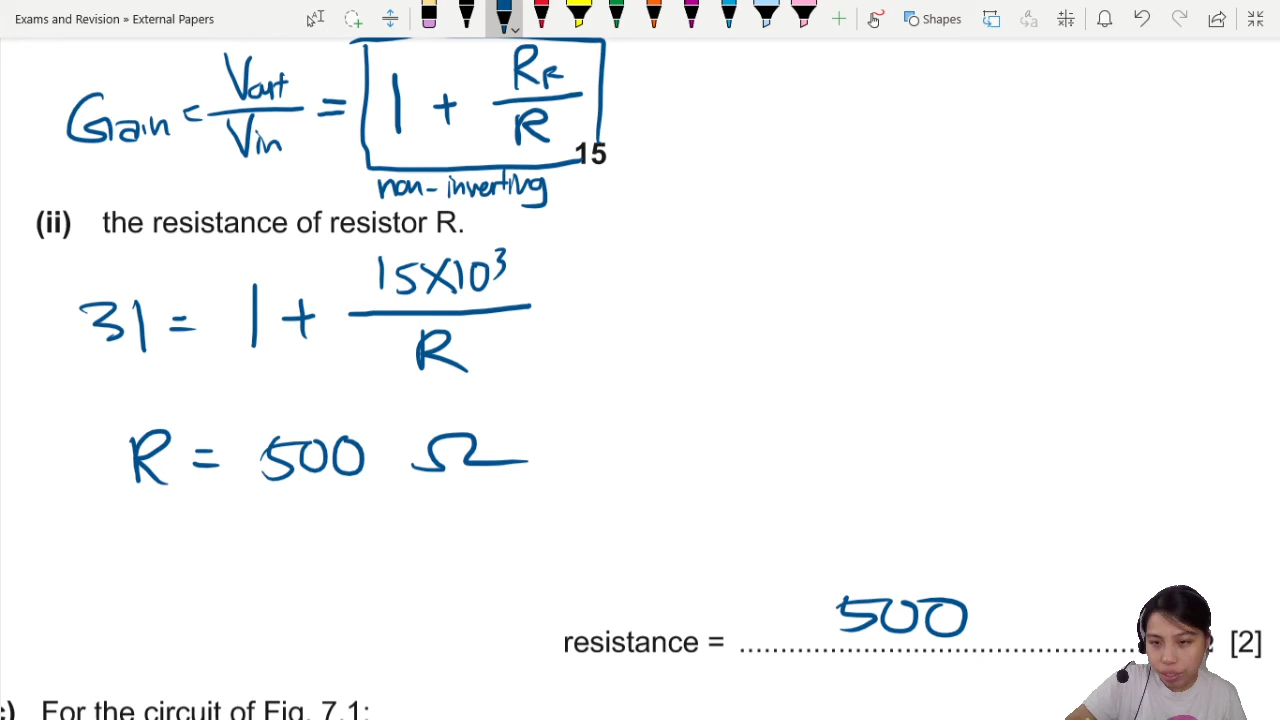 Exams and Revision » External Papers
Shapes
Gain = Vout/Vin = 1 + RF/R
15
non-inverting
(ii) the resistance of resistor R.
31 = 1 + 15×10³/R
R = 500 Ω
500
resistance = ........................................ [2]
) For the circuit of Fig. 7.1: